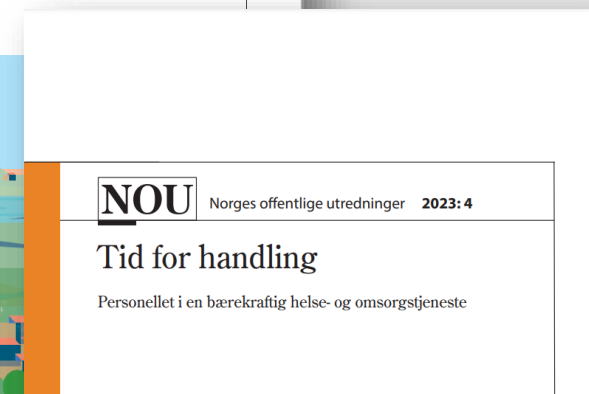 NOU Norges offentlige utredninger 2023: 4
Tid for handling
Personellet i en bærekraftig helse- og omsorgstjeneste